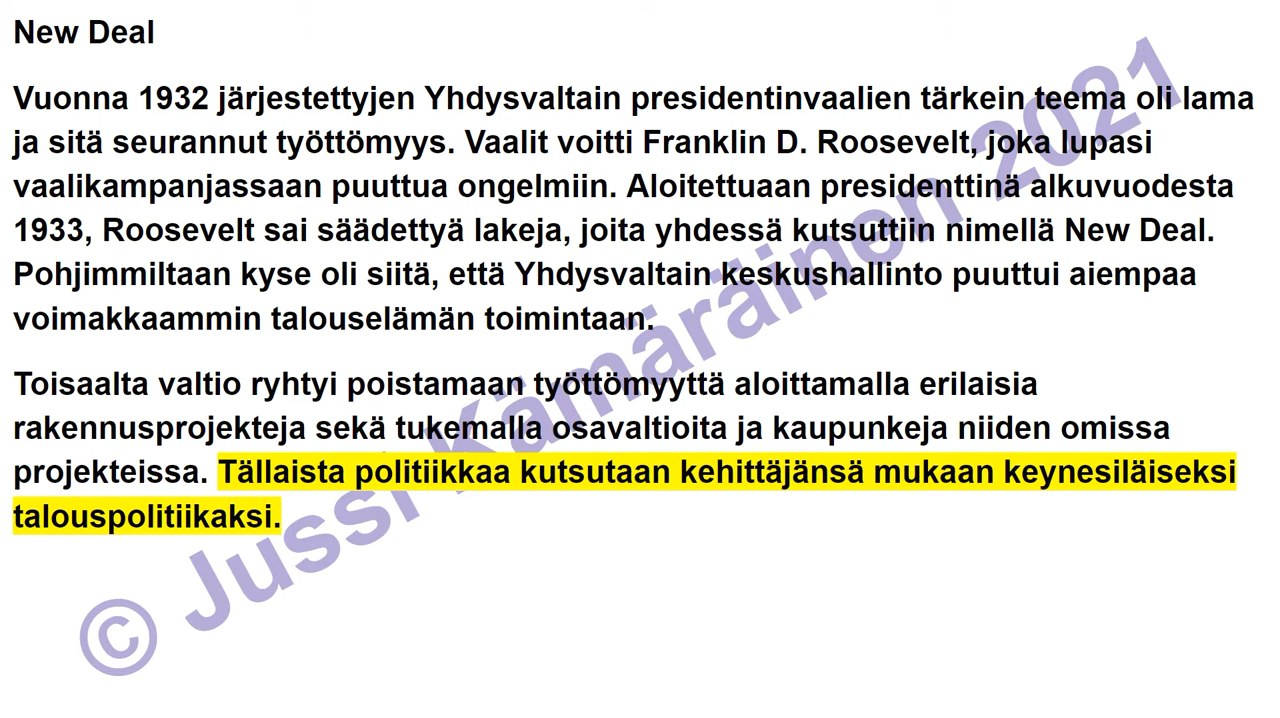 New Deal
Vuonna 1932 järjestettyjen Yhdysvaltain presidentinvaalien tärkein teema oli lama
ja sitä seurannut työttömyys. Vaalit voitti Franklin D. Roosevelt, joka lupasi
vaalikampanjassaan puuttua ongelmiin. Aloitettuaan presidenttinä alkuvuodesta
1933, Roosevelt sai säädettyä lakeja, joita yhdessä kutsuttiin nimellä New Deal.
Pohjimmiltaan kyse oli siitä, että Yhdysvaltain keskushallinto puuttui aiempaa
voimakkaammin talouselämän toimintaan.
Toisaalta valtio ryhtyi poistamaan työttömyyttä aloittamalla erilaisia
rakennusprojekteja sekä tukemalla osavaltioita ja kaupunkeja niiden omissa
projekteissa. Tällaista politiikkaa kutsutaan kehittäjänsä mukaan keynesiläiseksi
talouspolitiikaksi.
© Jussi Kämäräinen 2021